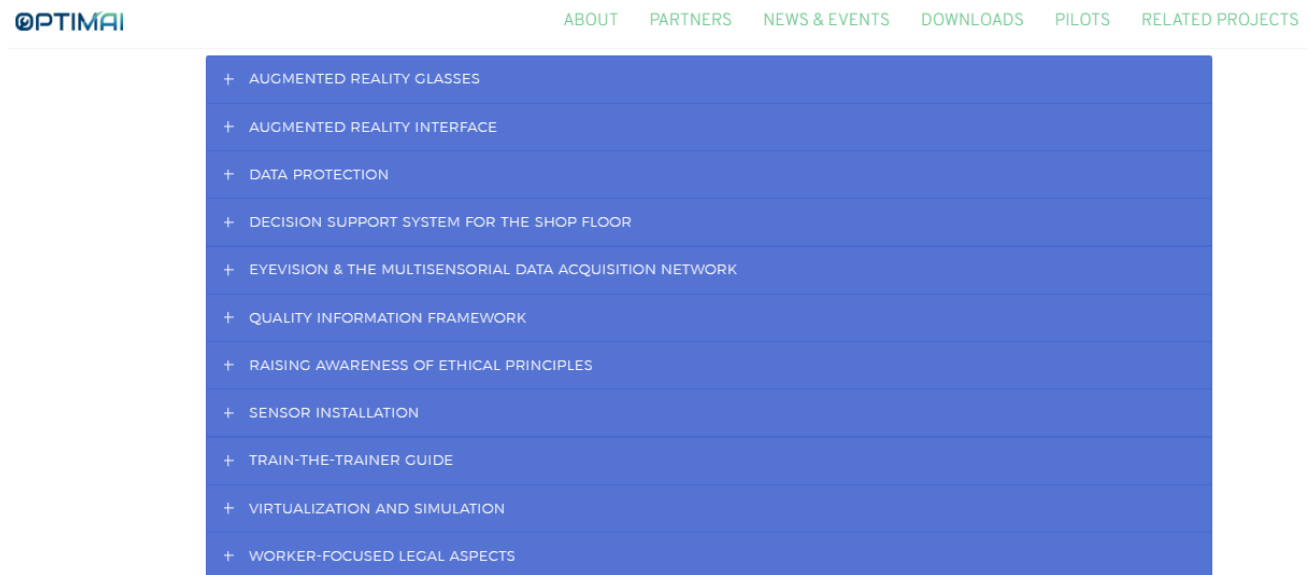 OPTIMAI
ABOUT PARTNERS NEWS & EVENTS DOWNLOADS PILOTS RELATED PROJECTS
+ AUGMENTED REALITY GLASSES
+ AUGMENTED REALITY INTERFACE
+ DATA PROTECTION
+ DECISION SUPPORT SYSTEM FOR THE SHOP FLOOR
+ EYEVISION & THE MULTISENSORIAL DATA ACQUISITION NETWORK
+ QUALITY INFORMATION FRAMEWORK
+ RAISING AWARENESS OF ETHICAL PRINCIPLES
+ SENSOR INSTALLATION
+ TRAIN-THE-TRAINER GUIDE
+ VIRTUALIZATION AND SIMULATION
+ WORKER-FOCUSED LEGAL ASPECTS